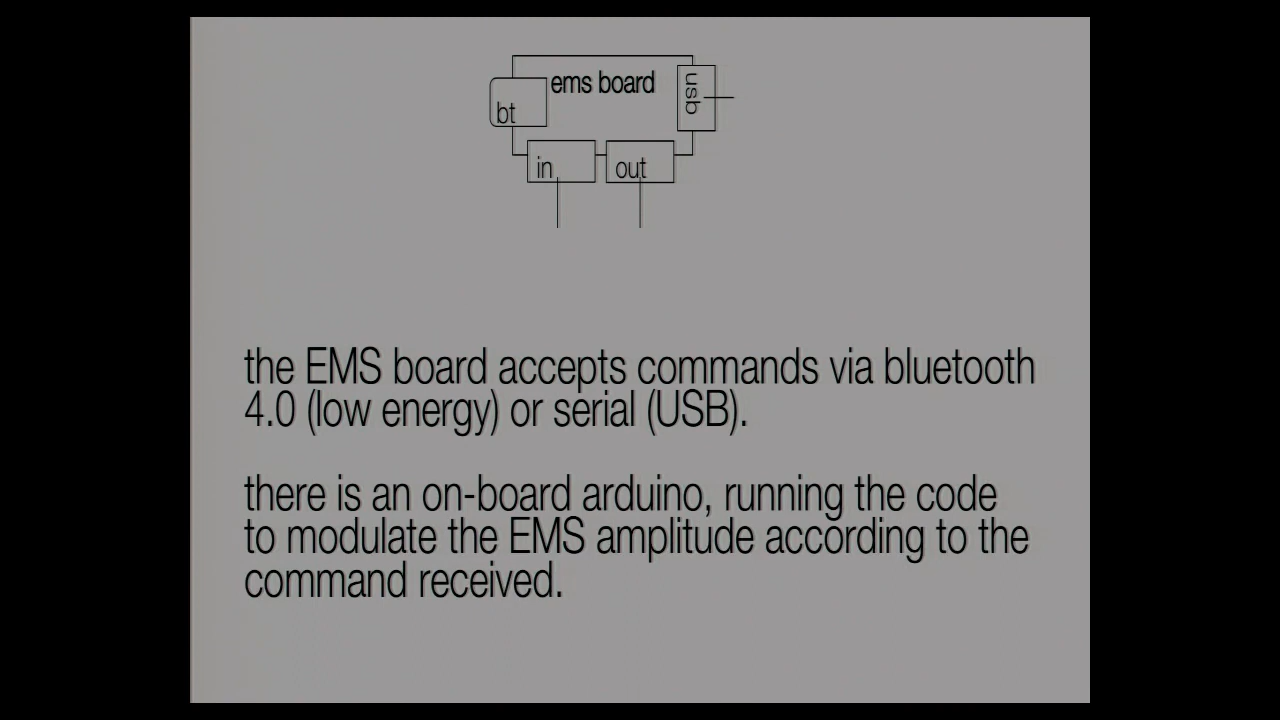 ems board
usb
bt
in
out
the EMS board accepts commands via bluetooth
4.0 (low energy) or serial (USB).
there is an on-board arduino, running the code
to modulate the EMS amplitude according to the
command received.